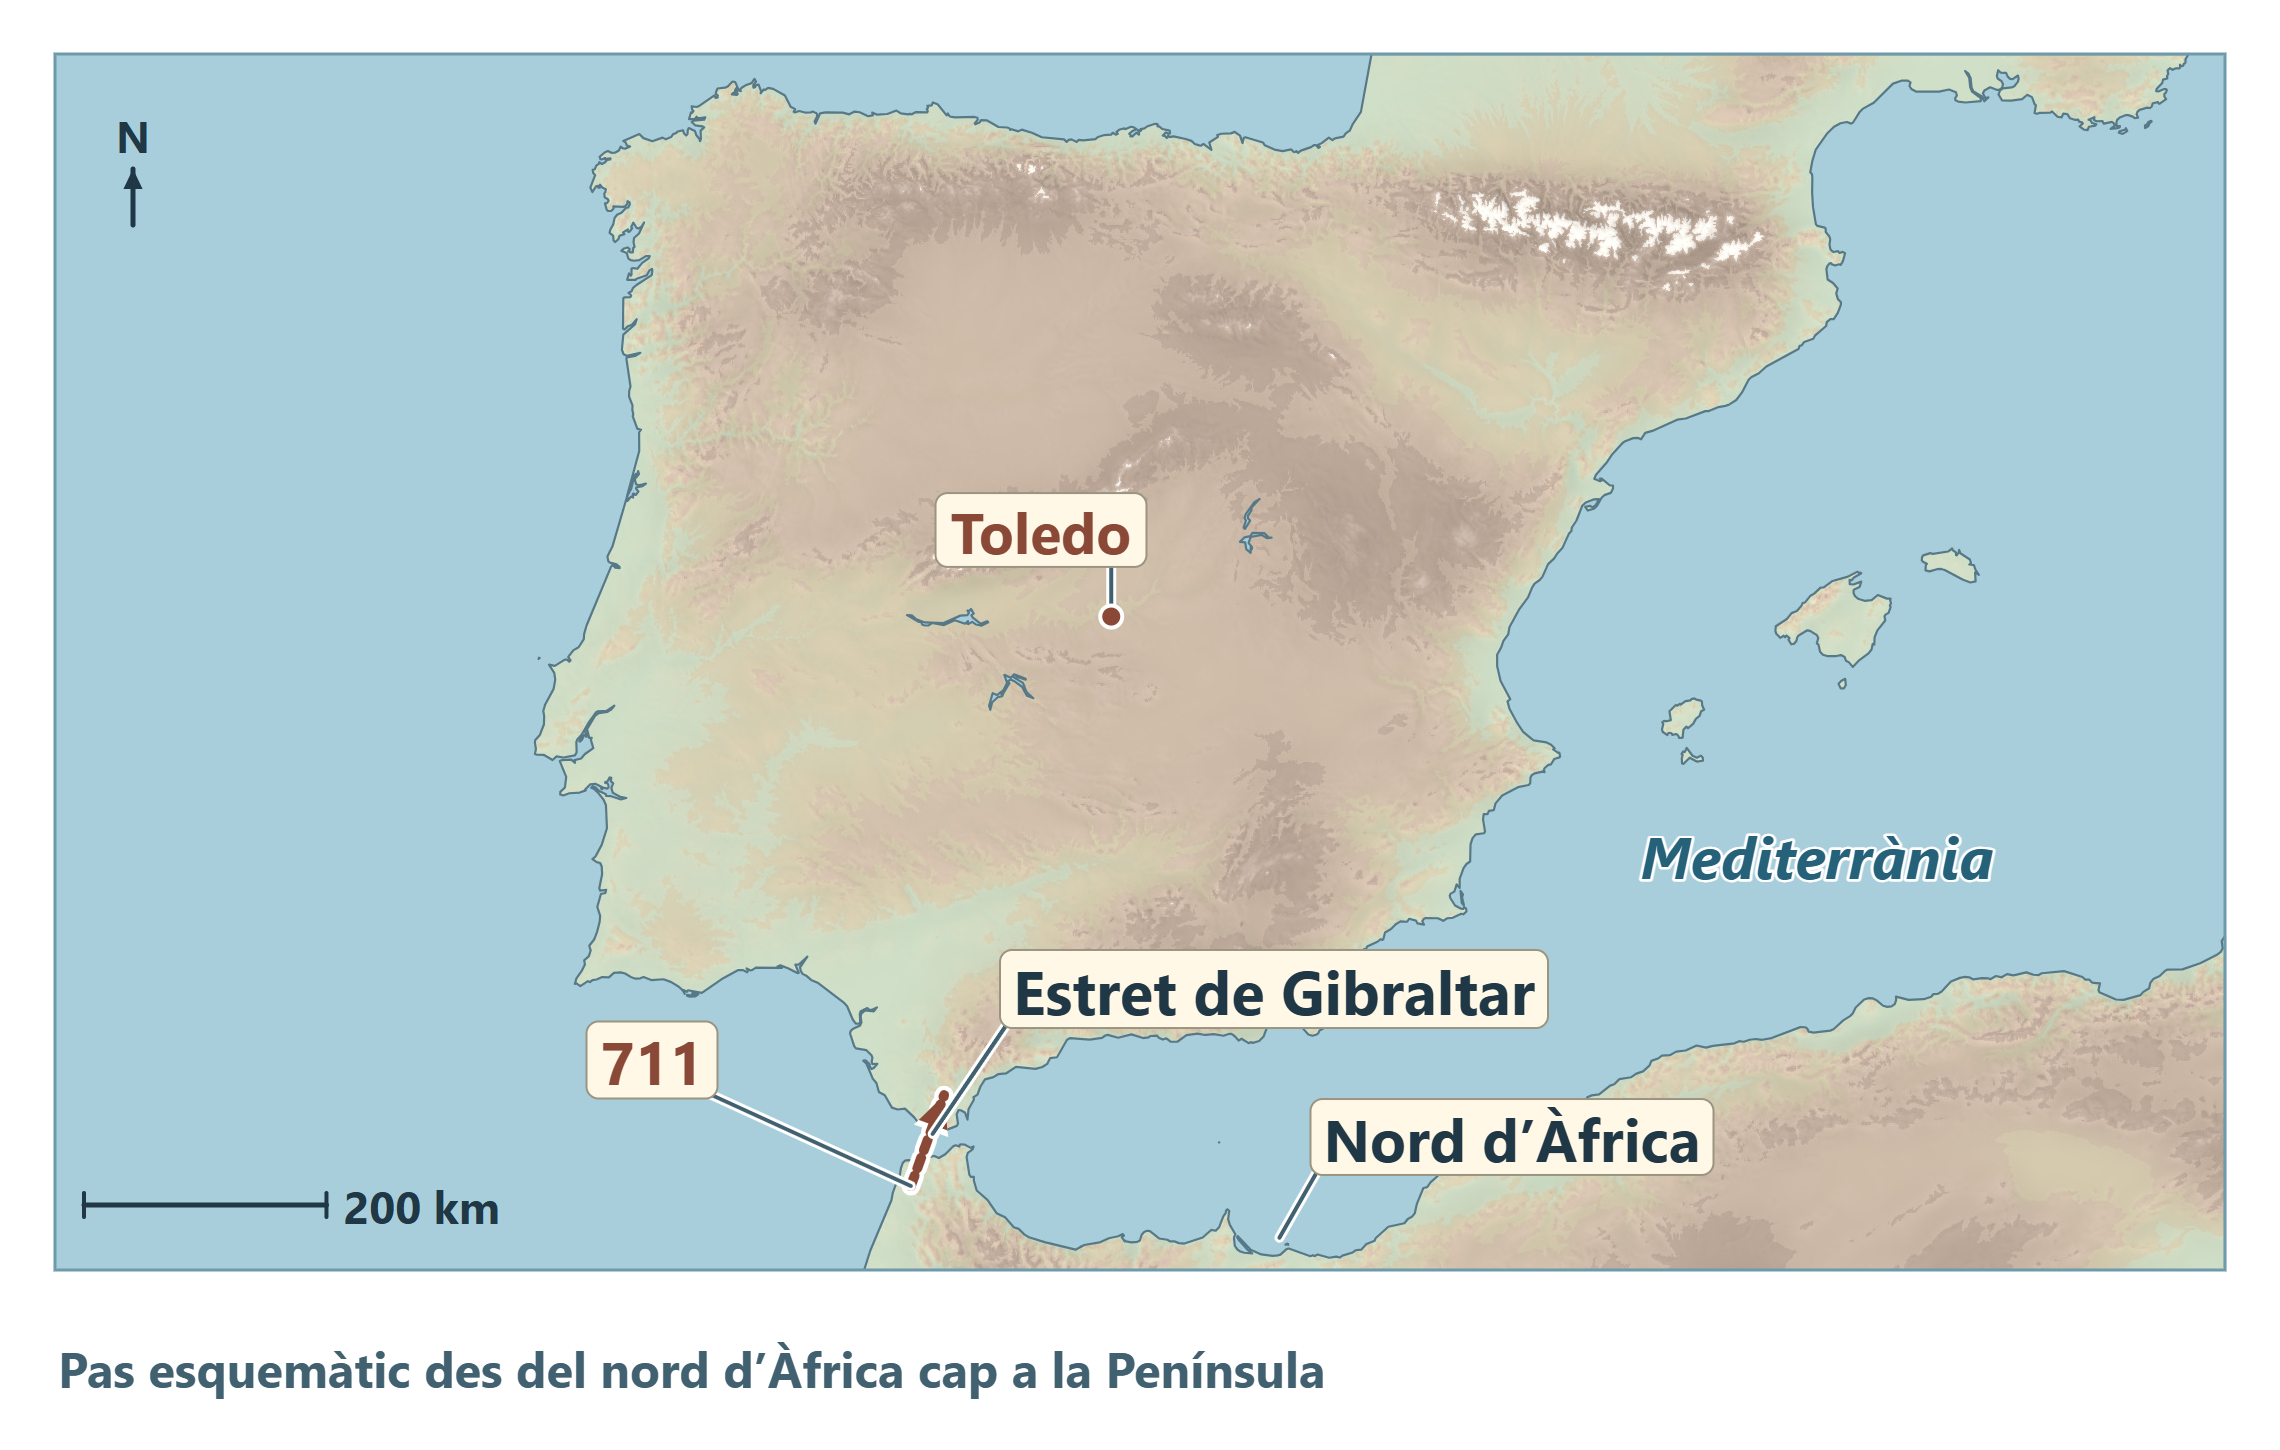 N
Toledo
Mediterrània
Estret de Gibraltar
711
Nord d’Àfrica
200 km
Pas esquemàtic des del nord d’Àfrica cap a la Península